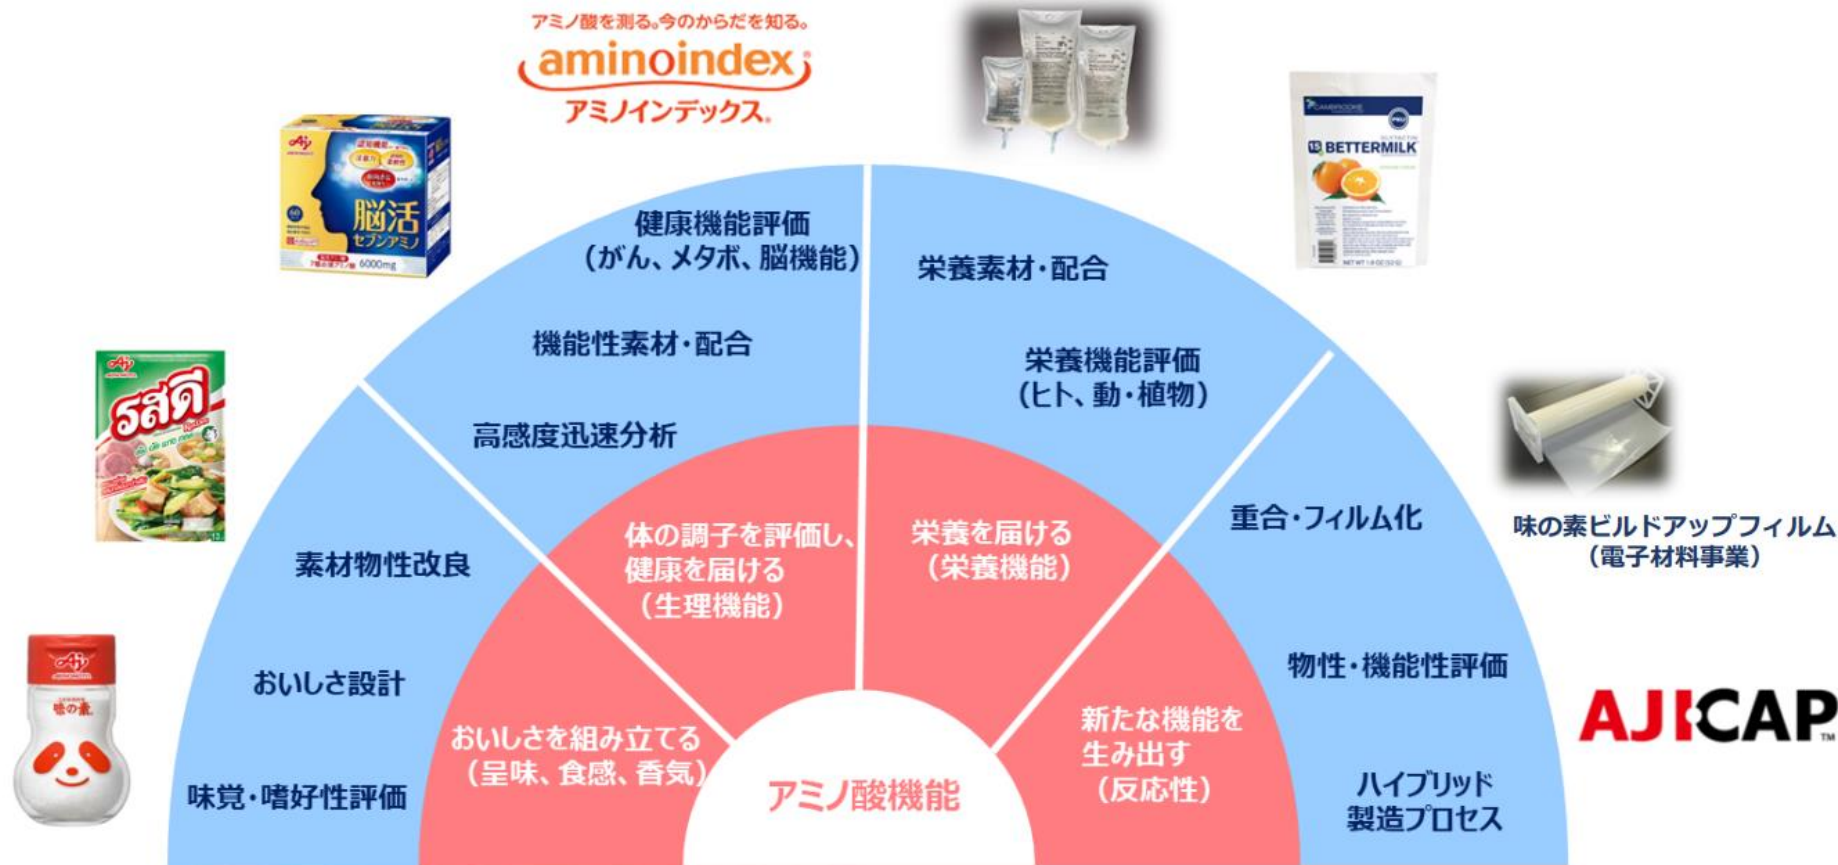 アミノ酸を測る。今のからだを知る。
aminoindex
アミノインデックス®
Aj
脳活
セブンアミノ
6000mg
CAMBROOKE
15 BETTERMILK
健康機能評価
(がん、メタボ、脳機能)
機能性素材・配合
高感度迅速分析
栄養素材・配合
栄養機能評価
(ヒト、動・植物)
Aj
รสดี
素材物性改良
おいしさ設計
味覚・嗜好性評価
体の調子を評価し、
健康を届ける
(生理機能)
栄養を届ける
(栄養機能)
重合・フィルム化
味の素ビルドアップフィルム
(電子材料事業)
物性・機能性評価
ハイブリッド
製造プロセス
AJICAP™
Aj
味の素®
おいしさを組み立てる
(呈味、食感、香気)
アミノ酸機能
新たな機能を
生み出す
(反応性)